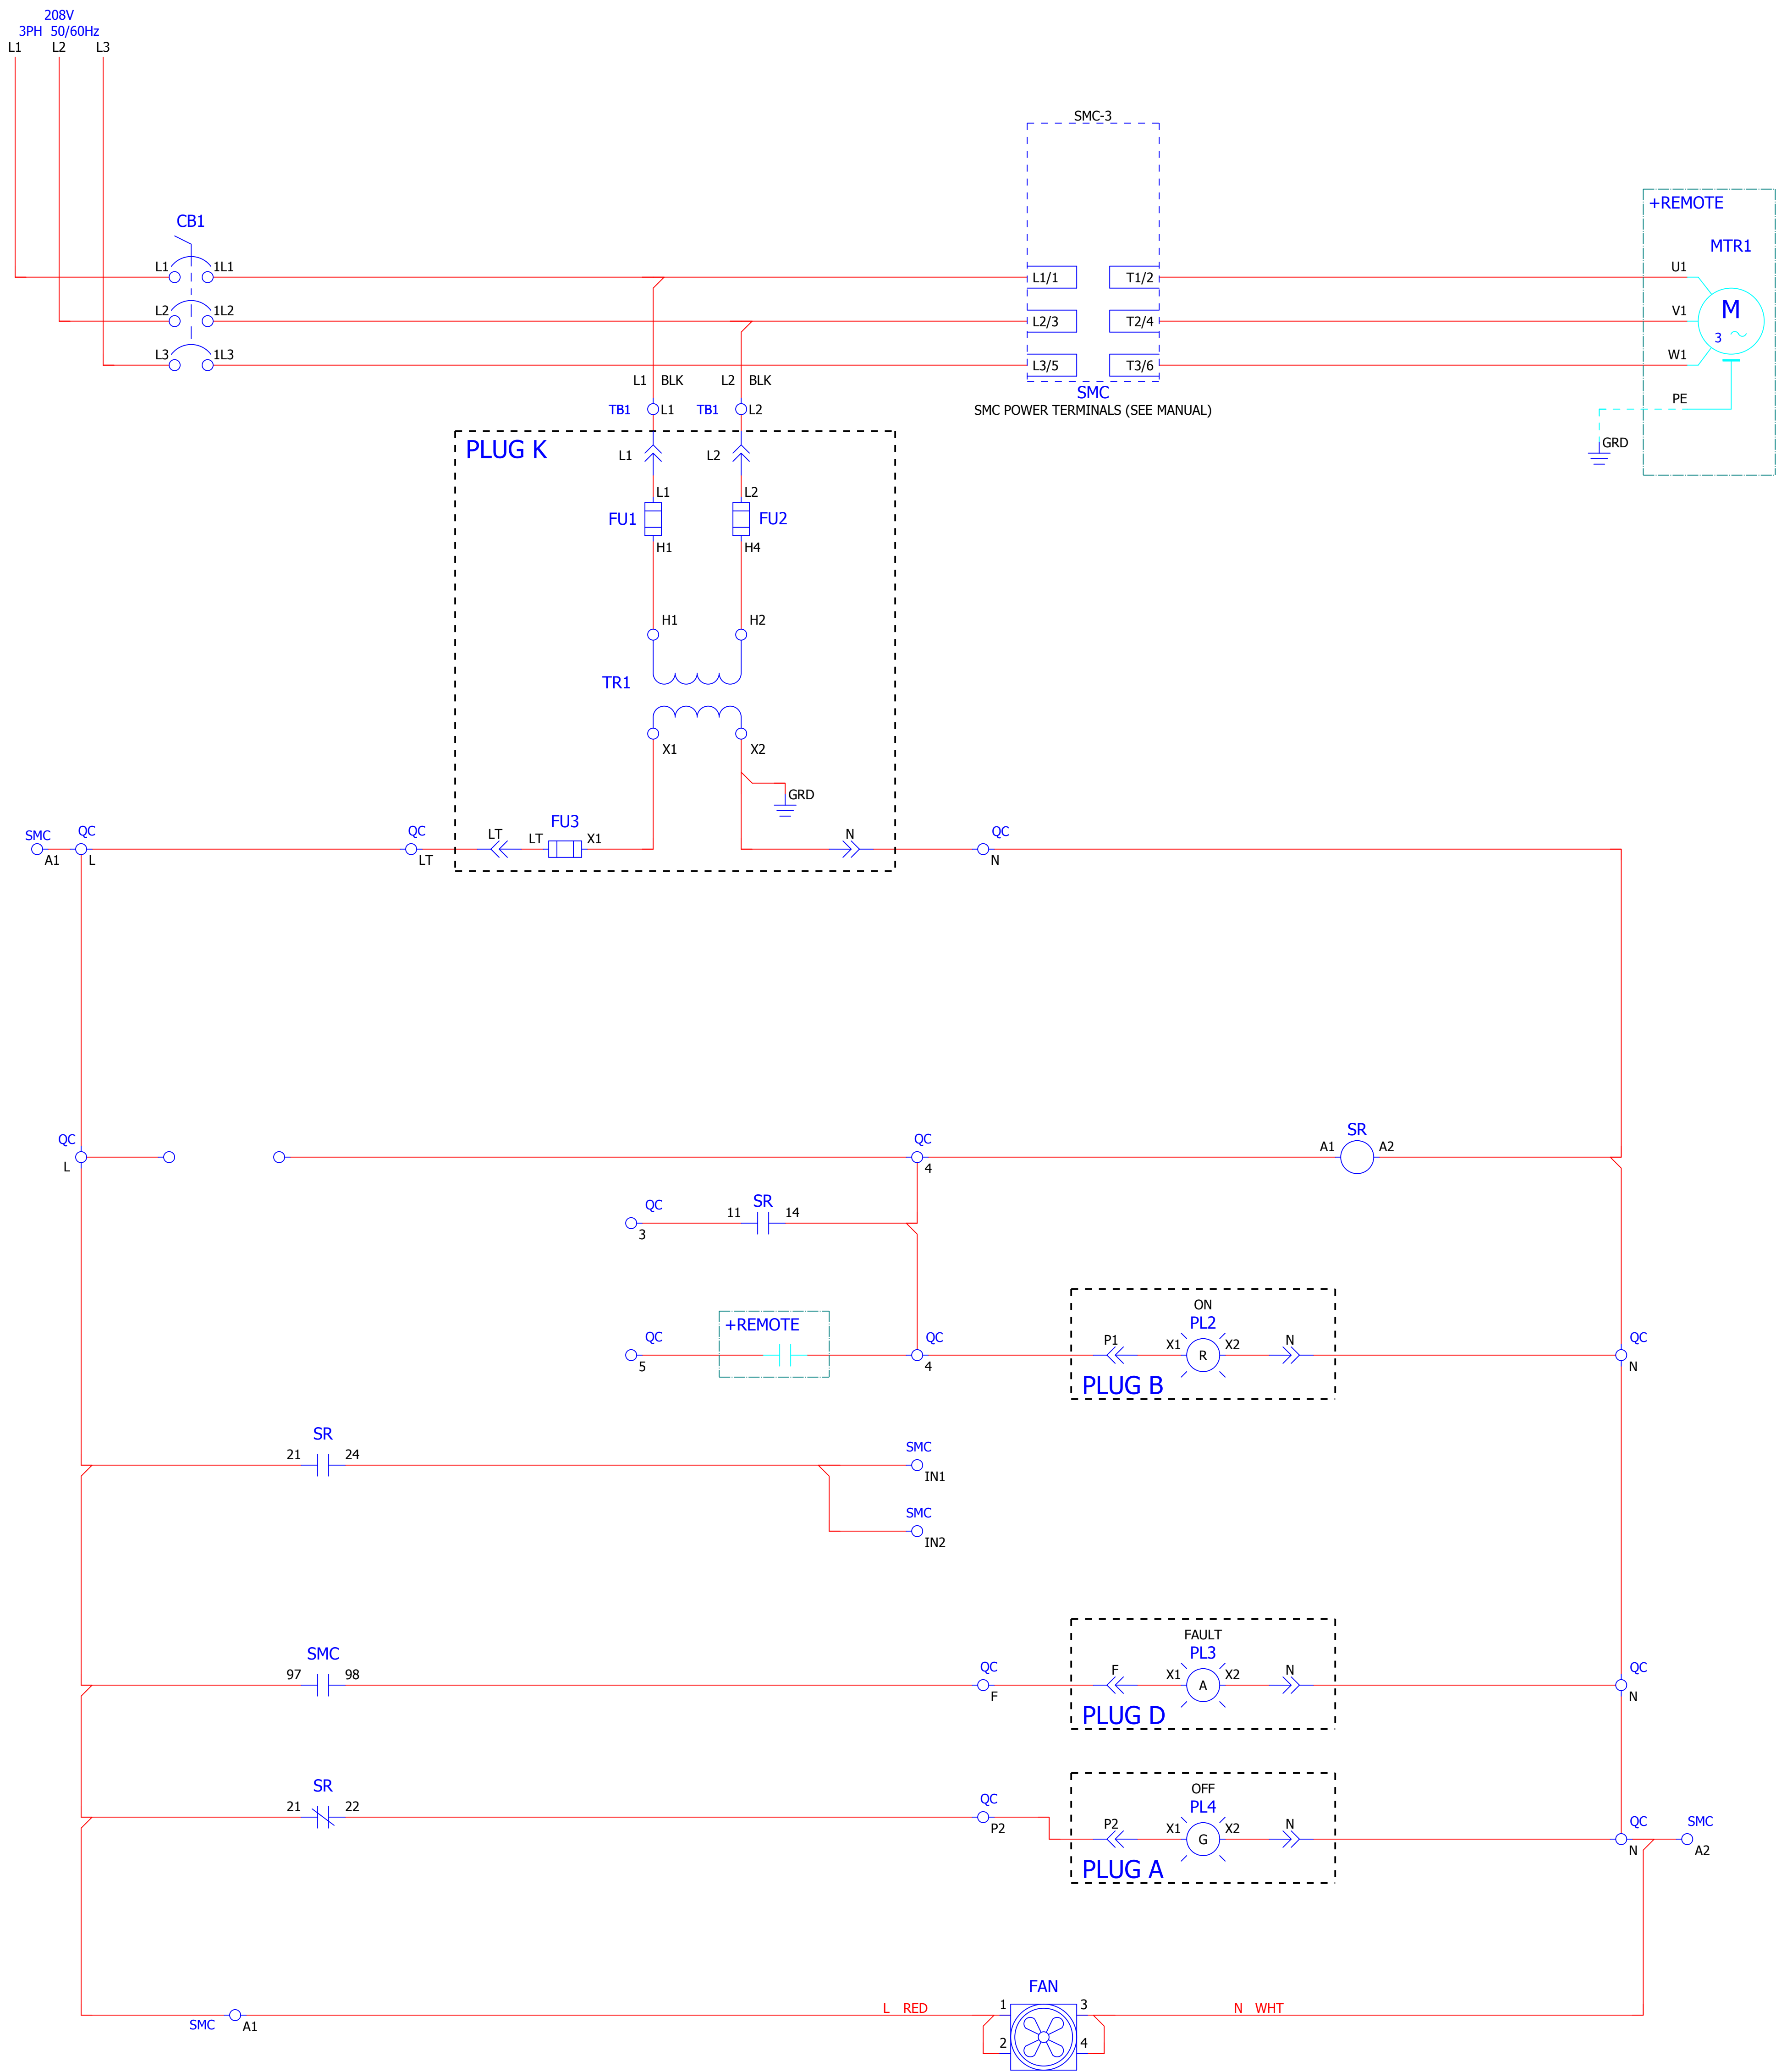 208V
3PH 50/60Hz
L1 L2 L3
SMC-3
+REMOTE
CB1
MTR1
L1 1L1 L1/1 T1/2 U1
L2 1L2 L2/3 T2/4 V1
M
3
L3 1L3 L3/5 T3/6 W1
L1 BLK L2 BLK
SMC
PE
TB1 L1 TB1 L2
SMC POWER TERMINALS (SEE MANUAL)
GRD
PLUG K
L1 L2
L1 L2
FU1 FU2
H1 H4
H1 H2
TR1
X1 X2
GRD
FU3
SMC QC QC LT LT X1 N QC
A1 L LT N
QC QC SR
A1 A2
L 4
QC SR
11 14
3
ON
+REMOTE PL2
QC QC P1 X1 X2 N QC
R
5 4 N
PLUG B
SR SMC
21 24
IN1
SMC
IN2
FAULT
SMC PL3
97 98 QC F X1 X2 N QC
A
F N
PLUG D
SR OFF
21 22 QC PL4
P2 P2 X1 X2 N QC SMC
G
N A2
PLUG A
FAN
L RED 1 3 N WHT
SMC A1
2 4